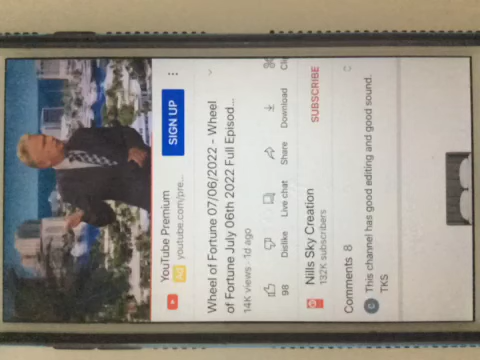 YouTube Premium
Ad youtube.com/pre...
SIGN UP
Wheel of Fortune 07/06/2022 - Wheel
of Fortune July 06th 2022 Full Episod...
14K views · 1d ago
98 Dislike Live chat Share Download Cli
Nills Sky Creation
132K subscribers
SUBSCRIBE
Comments 8
C This channel has good editing and good sound.
TKS